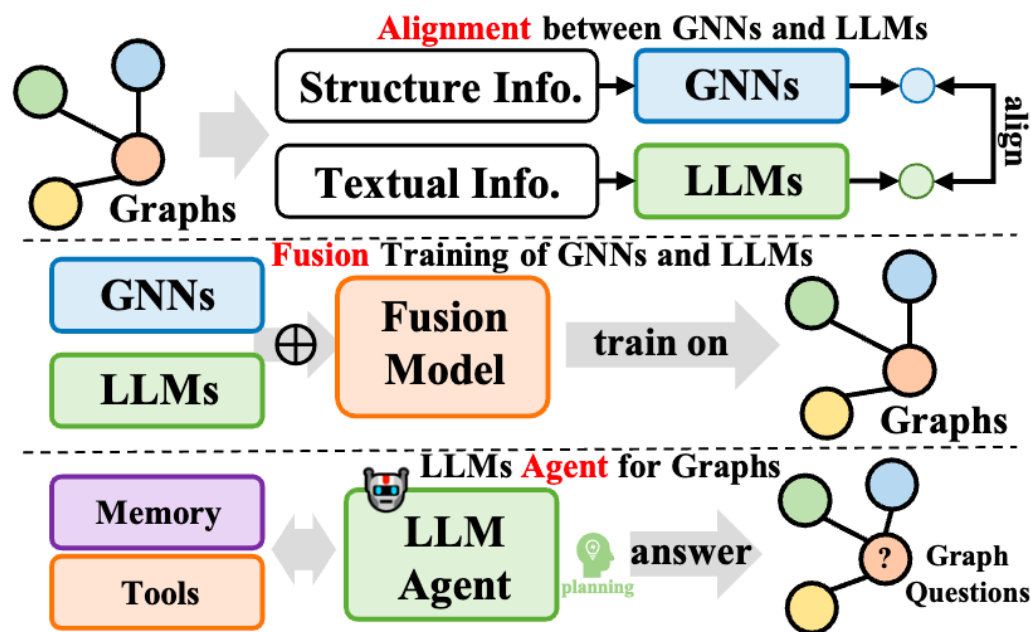 Alignment between GNNs and LLMs
Graphs
Structure Info.
GNNs
Textual Info.
LLMs
align
Fusion Training of GNNs and LLMs
GNNs
LLMs
Fusion
Model
train on
Graphs
LLMs Agent for Graphs
Memory
Tools
LLM
Agent
planning
answer
?
Graph
Questions